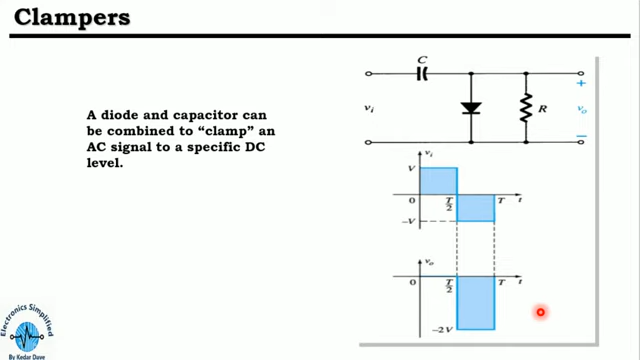 Clampers
A diode and capacitor can
be combined to “clamp” an
AC signal to a specific DC
level.
C
+
vi
R
vo
−
vi
V
0
T/2
T
t
−V
vo
0
T/2
T
t
−2V
Electronics Simplified
By Kedar Dave